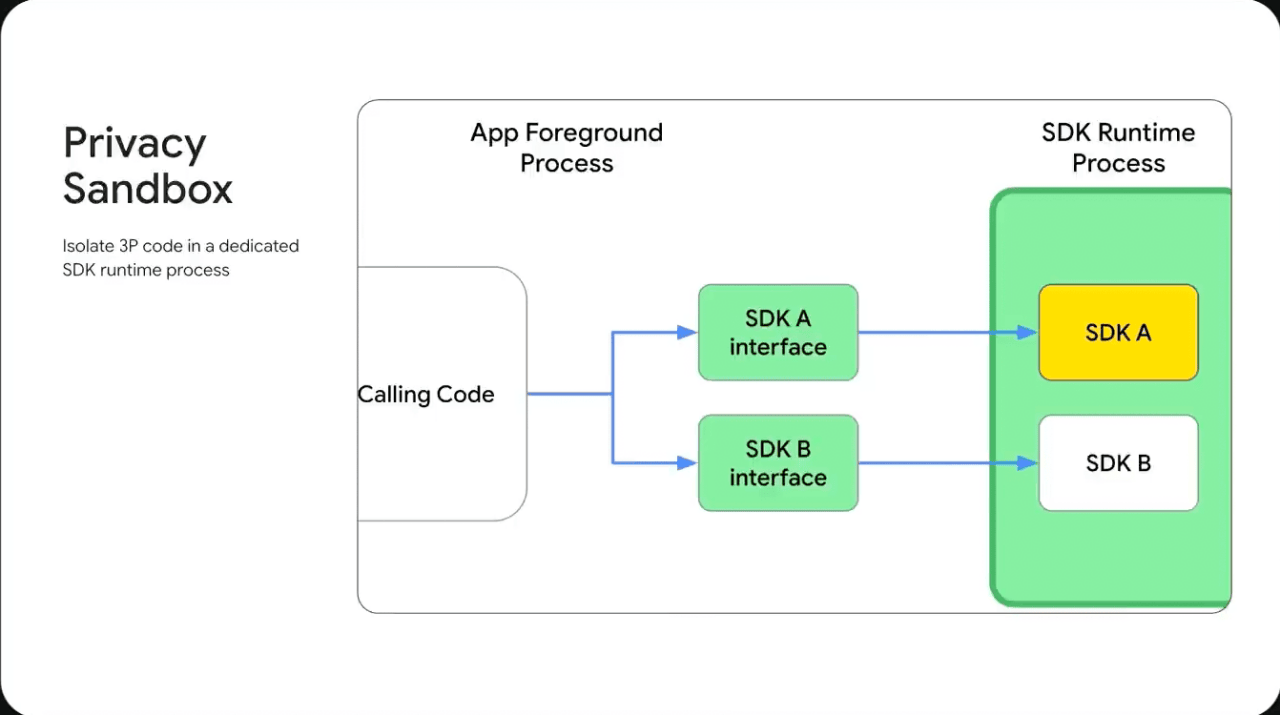 Privacy
Sandbox
Isolate 3P code in a dedicated
SDK runtime process
App Foreground
Process
SDK Runtime
Process
Calling Code
SDK A
interface
SDK A
SDK B
interface
SDK B